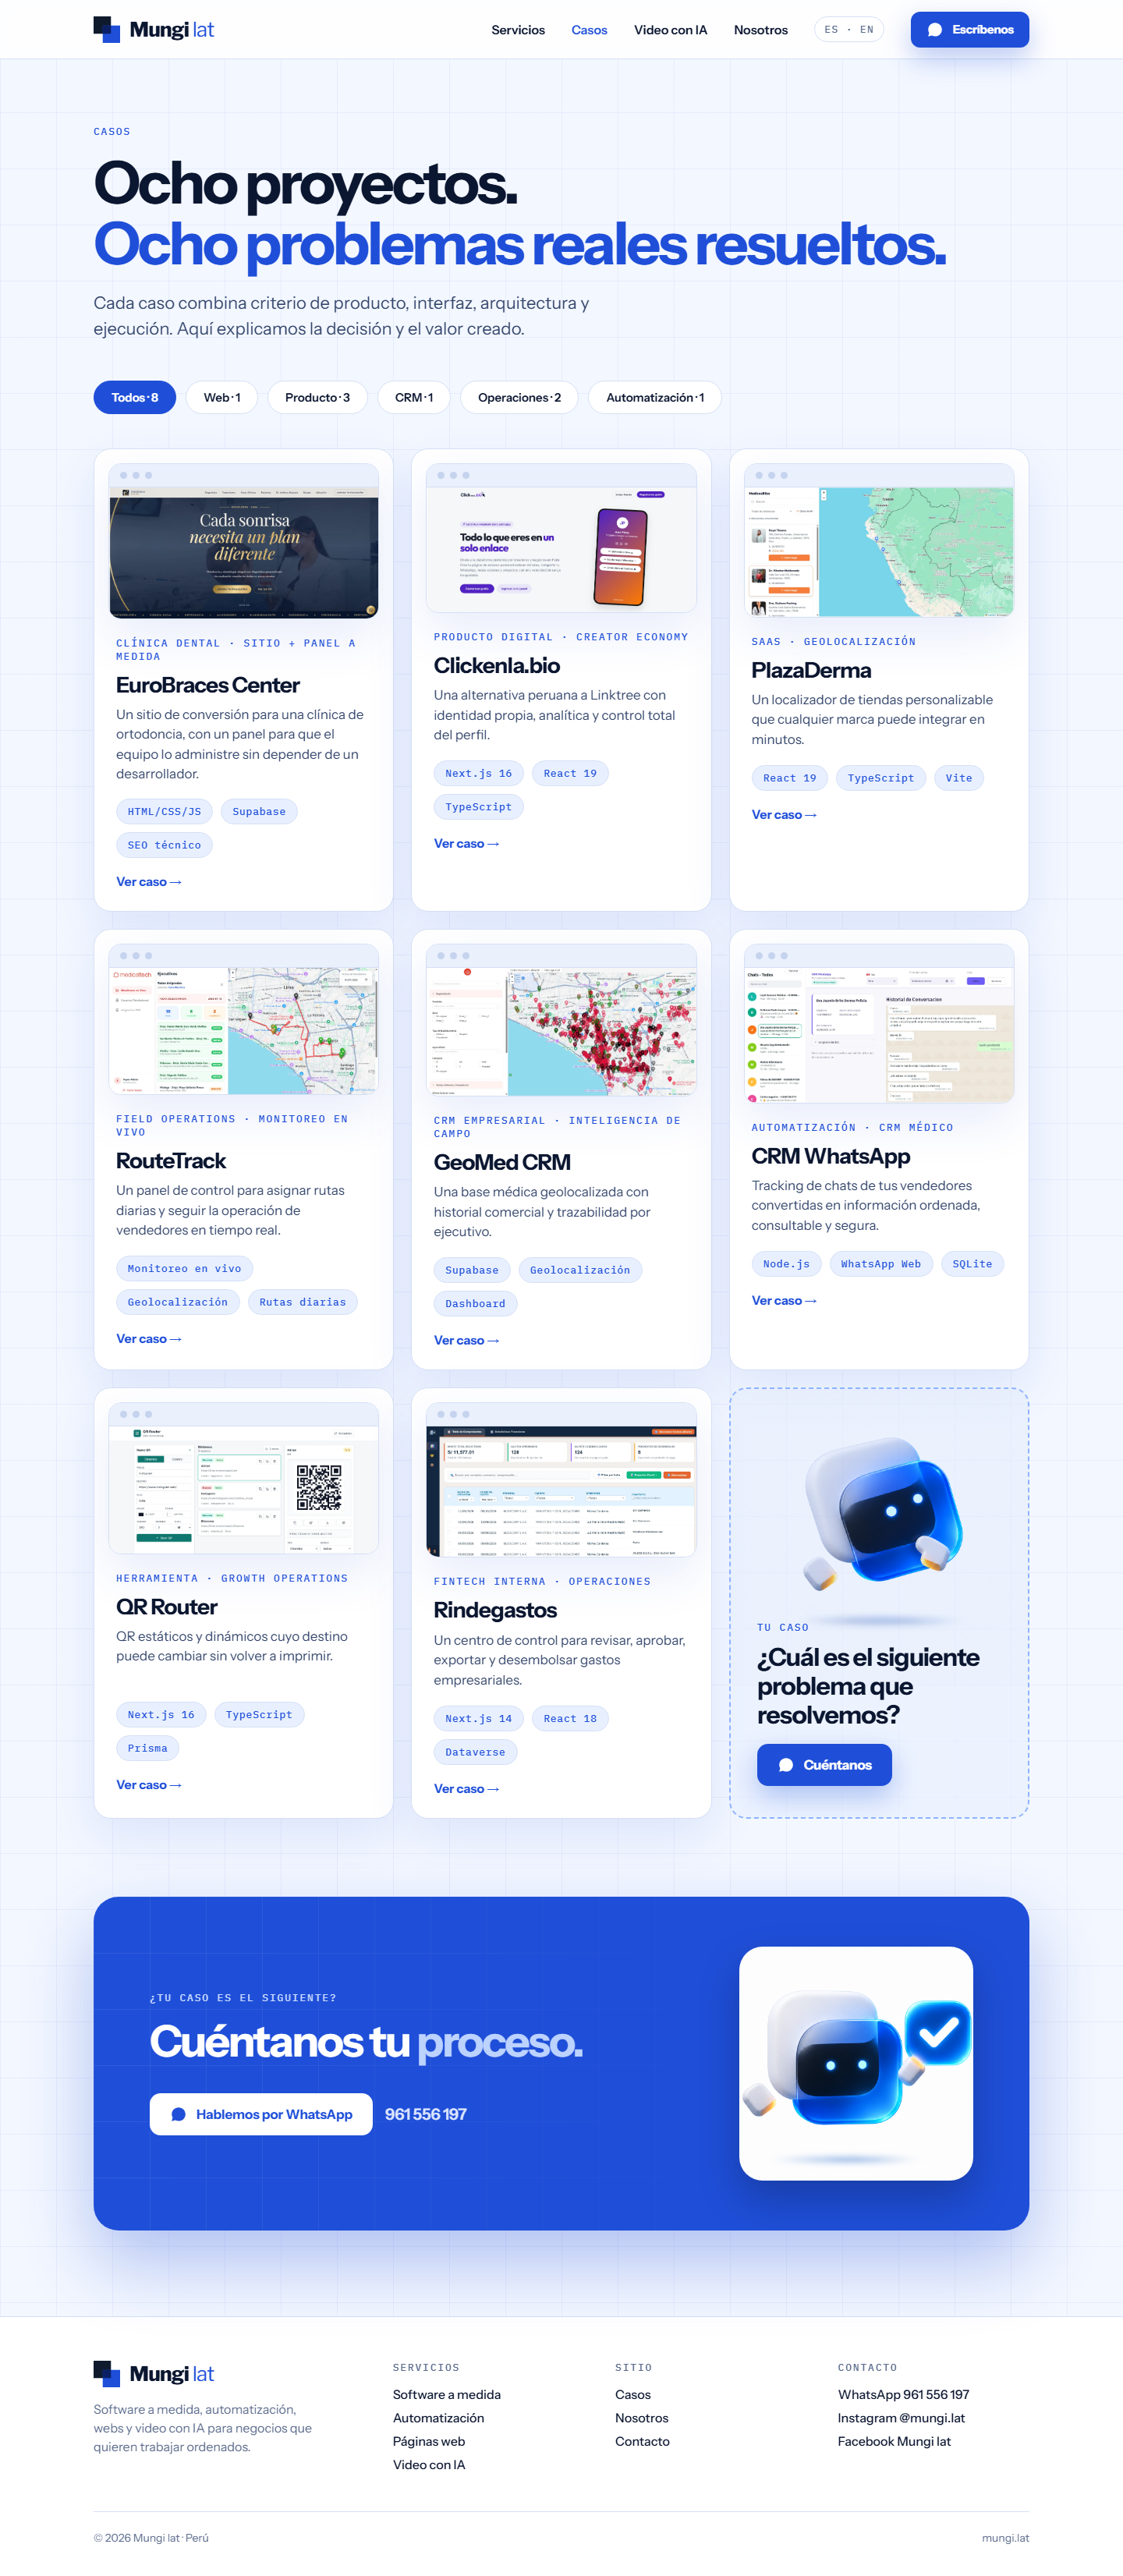 Mungi lat
Servicios
Casos
Video con IA
Nosotros
ES · EN
Escríbenos
CASOS
Ocho proyectos.
Ocho problemas reales resueltos.
Cada caso combina criterio de producto, interfaz, arquitectura y
ejecución. Aquí explicamos la decisión y el valor creado.
Todos · 8
Web · 1
Producto · 3
CRM · 1
Operaciones · 2
Automatización · 1
Cada sonrisa
necesita un plan
diferente
CLÍNICA DENTAL · SITIO + PANEL A
MEDIDA
EuroBraces Center
Un sitio de conversión para una clínica de
ortodoncia, con un panel para que el
equipo lo administre sin depender de un
desarrollador.
HTML/CSS/JS
Supabase
SEO técnico
Ver caso →
Todo lo que eres en un
solo enlace
PRODUCTO DIGITAL · CREATOR ECONOMY
Clickenla.bio
Una alternativa peruana a Linktree con
identidad propia, analítica y control total
del perfil.
Next.js 16
React 19
TypeScript
Ver caso →
SAAS · GEOLOCALIZACIÓN
PlazaDerma
Un localizador de tiendas personalizable
que cualquier marca puede integrar en
minutos.
React 19
TypeScript
Vite
Ver caso →
medicaltech
Ejecutivos
FIELD OPERATIONS · MONITOREO EN
VIVO
RouteTrack
Un panel de control para asignar rutas
diarias y seguir la operación de
vendedores en tiempo real.
Monitoreo en vivo
Geolocalización
Rutas diarias
Ver caso →
CRM EMPRESARIAL · INTELIGENCIA DE
CAMPO
GeoMed CRM
Una base médica geolocalizada con
historial comercial y trazabilidad por
ejecutivo.
Supabase
Geolocalización
Dashboard
Ver caso →
Chats - Todos
Historial de Conversacion
AUTOMATIZACIÓN · CRM MÉDICO
CRM WhatsApp
Tracking de chats de tus vendedores
convertidas en información ordenada,
consultable y segura.
Node.js
WhatsApp Web
SQLite
Ver caso →
QR Router
HERRAMIENTA · GROWTH OPERATIONS
QR Router
QR estáticos y dinámicos cuyo destino
puede cambiar sin volver a imprimir.
Next.js 16
TypeScript
Prisma
Ver caso →
FINTECH INTERNA · OPERACIONES
Rindegastos
Un centro de control para revisar, aprobar,
exportar y desembolsar gastos
empresariales.
Next.js 14
React 18
Dataverse
Ver caso →
TU CASO
¿Cuál es el siguiente
problema que
resolvemos?
Cuéntanos
¿TU CASO ES EL SIGUIENTE?
Cuéntanos tu proceso.
Hablemos por WhatsApp
961 556 197
Mungi lat
Software a medida, automatización,
webs y video con IA para negocios que
quieren trabajar ordenados.
SERVICIOS
Software a medida
Automatización
Páginas web
Video con IA
SITIO
Casos
Nosotros
Contacto
CONTACTO
WhatsApp 961 556 197
Instagram @mungi.lat
Facebook Mungi lat
© 2026 Mungi lat · Perú
mungi.lat